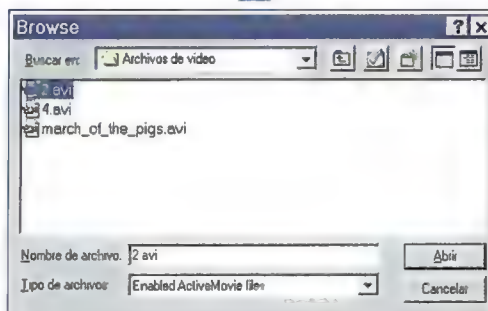 Browse
Buscar en: Archivos de video
2.avi
4.avi
march_of_the_pigs.avi
Nombre de archivo. 2 avi
Abrir
Tipo de archivos Enabled ActiveMovie files
Cancelar